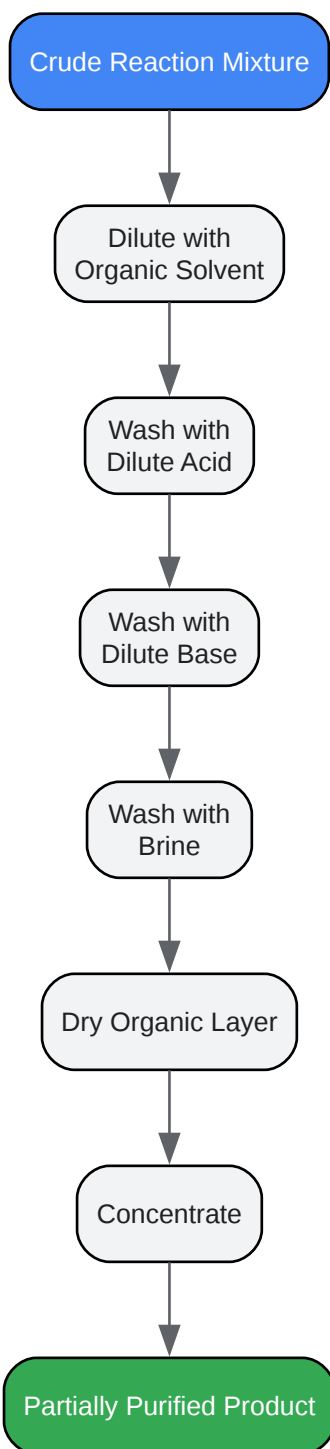 Crude Reaction Mixture
Dilute with
Organic Solvent
Wash with
Dilute Acid
Wash with
Dilute Base
Wash with
Brine
Dry Organic Layer
Concentrate
Partially Purified Product